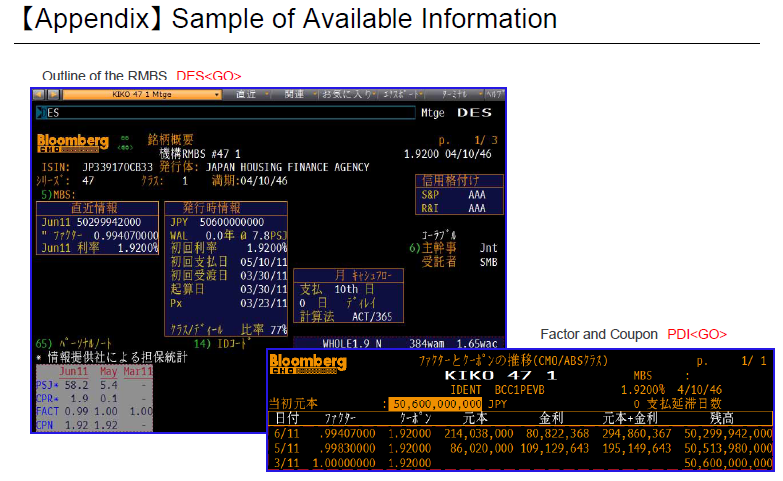 【Appendix】 Sample of Available Information
Outline of the RMBS DES<GO>
KIKO 47 1 Mtge 直近 関連 お気に入り ｴｸｽﾎﾟｰﾄ ﾀｰﾐﾅﾙ ﾍﾙﾌﾟ
ES Mtge DES
Bloomberg 銘柄概要 p. 1/ 3
CMO 機構RMBS #47 1 1.9200 04/10/46
ISIN: JP339170CB33 発行体: JAPAN HOUSING FINANCE AGENCY
ｼﾘｰｽﾞ: 47 ｸﾗｽ: 1 満期:04/10/46 信用格付け
5)MBS: S&P AAA
R&I AAA
直近情報 発行時情報
Jun11 50299942000 JPY 50600000000
" ﾌｧｸﾀｰ 0.994070000 WAL 0.0年 @ 7.8PSJ ｺｰﾗﾌﾞﾙ
Jun11 利率 1.9200% 初回利率 1.9200% 6)主幹事 Jnt
初回支払日 05/10/11 受託者 SMB
初回受渡日 03/30/11 月 ｷｬｯｼｭﾌﾛｰ
起算日 03/30/11 支払 10th 日
Px 03/23/11 0 日 ﾃﾞｨﾚｲ
計算法 ACT/365
ｸﾗｽ/ﾃﾞｨｰﾙ 比率 77%
65) ﾊﾟｰｿﾅﾙﾉｰﾄ 14) IDｺｰﾄﾞ WHOLE1.9 N 384wam 1.65wac
* 情報提供社による担保統計
Jun11 May Mar11
PSJ* 58.2 5.4 -
CPR* 1.9 0.1 -
FACT 0.99 1.00 1.00
CPN 1.92 1.92 -
Factor and Coupon PDI<GO>
Bloomberg ﾌｧｸﾀｰとｸｰﾎﾟﾝの推移(CMO/ABSｸﾗｽ) p. 1/ 1
CMO KIKO 47 1 MBS :
IDENT BCC1PEVB 1.9200% 4/10/46
当初元本 : 50,600,000,000 JPY 0 支払延滞日数
日付 ﾌｧｸﾀｰ ｸｰﾎﾟﾝ 元本 金利 元本+金利 残高
6/11 .99407000 1.92000 214,038,000 80,822,368 294,860,367 50,299,942,000
5/11 .99830000 1.92000 86,020,000 109,129,643 195,149,643 50,513,980,000
3/11 1.00000000 1.92000 50,600,000,000